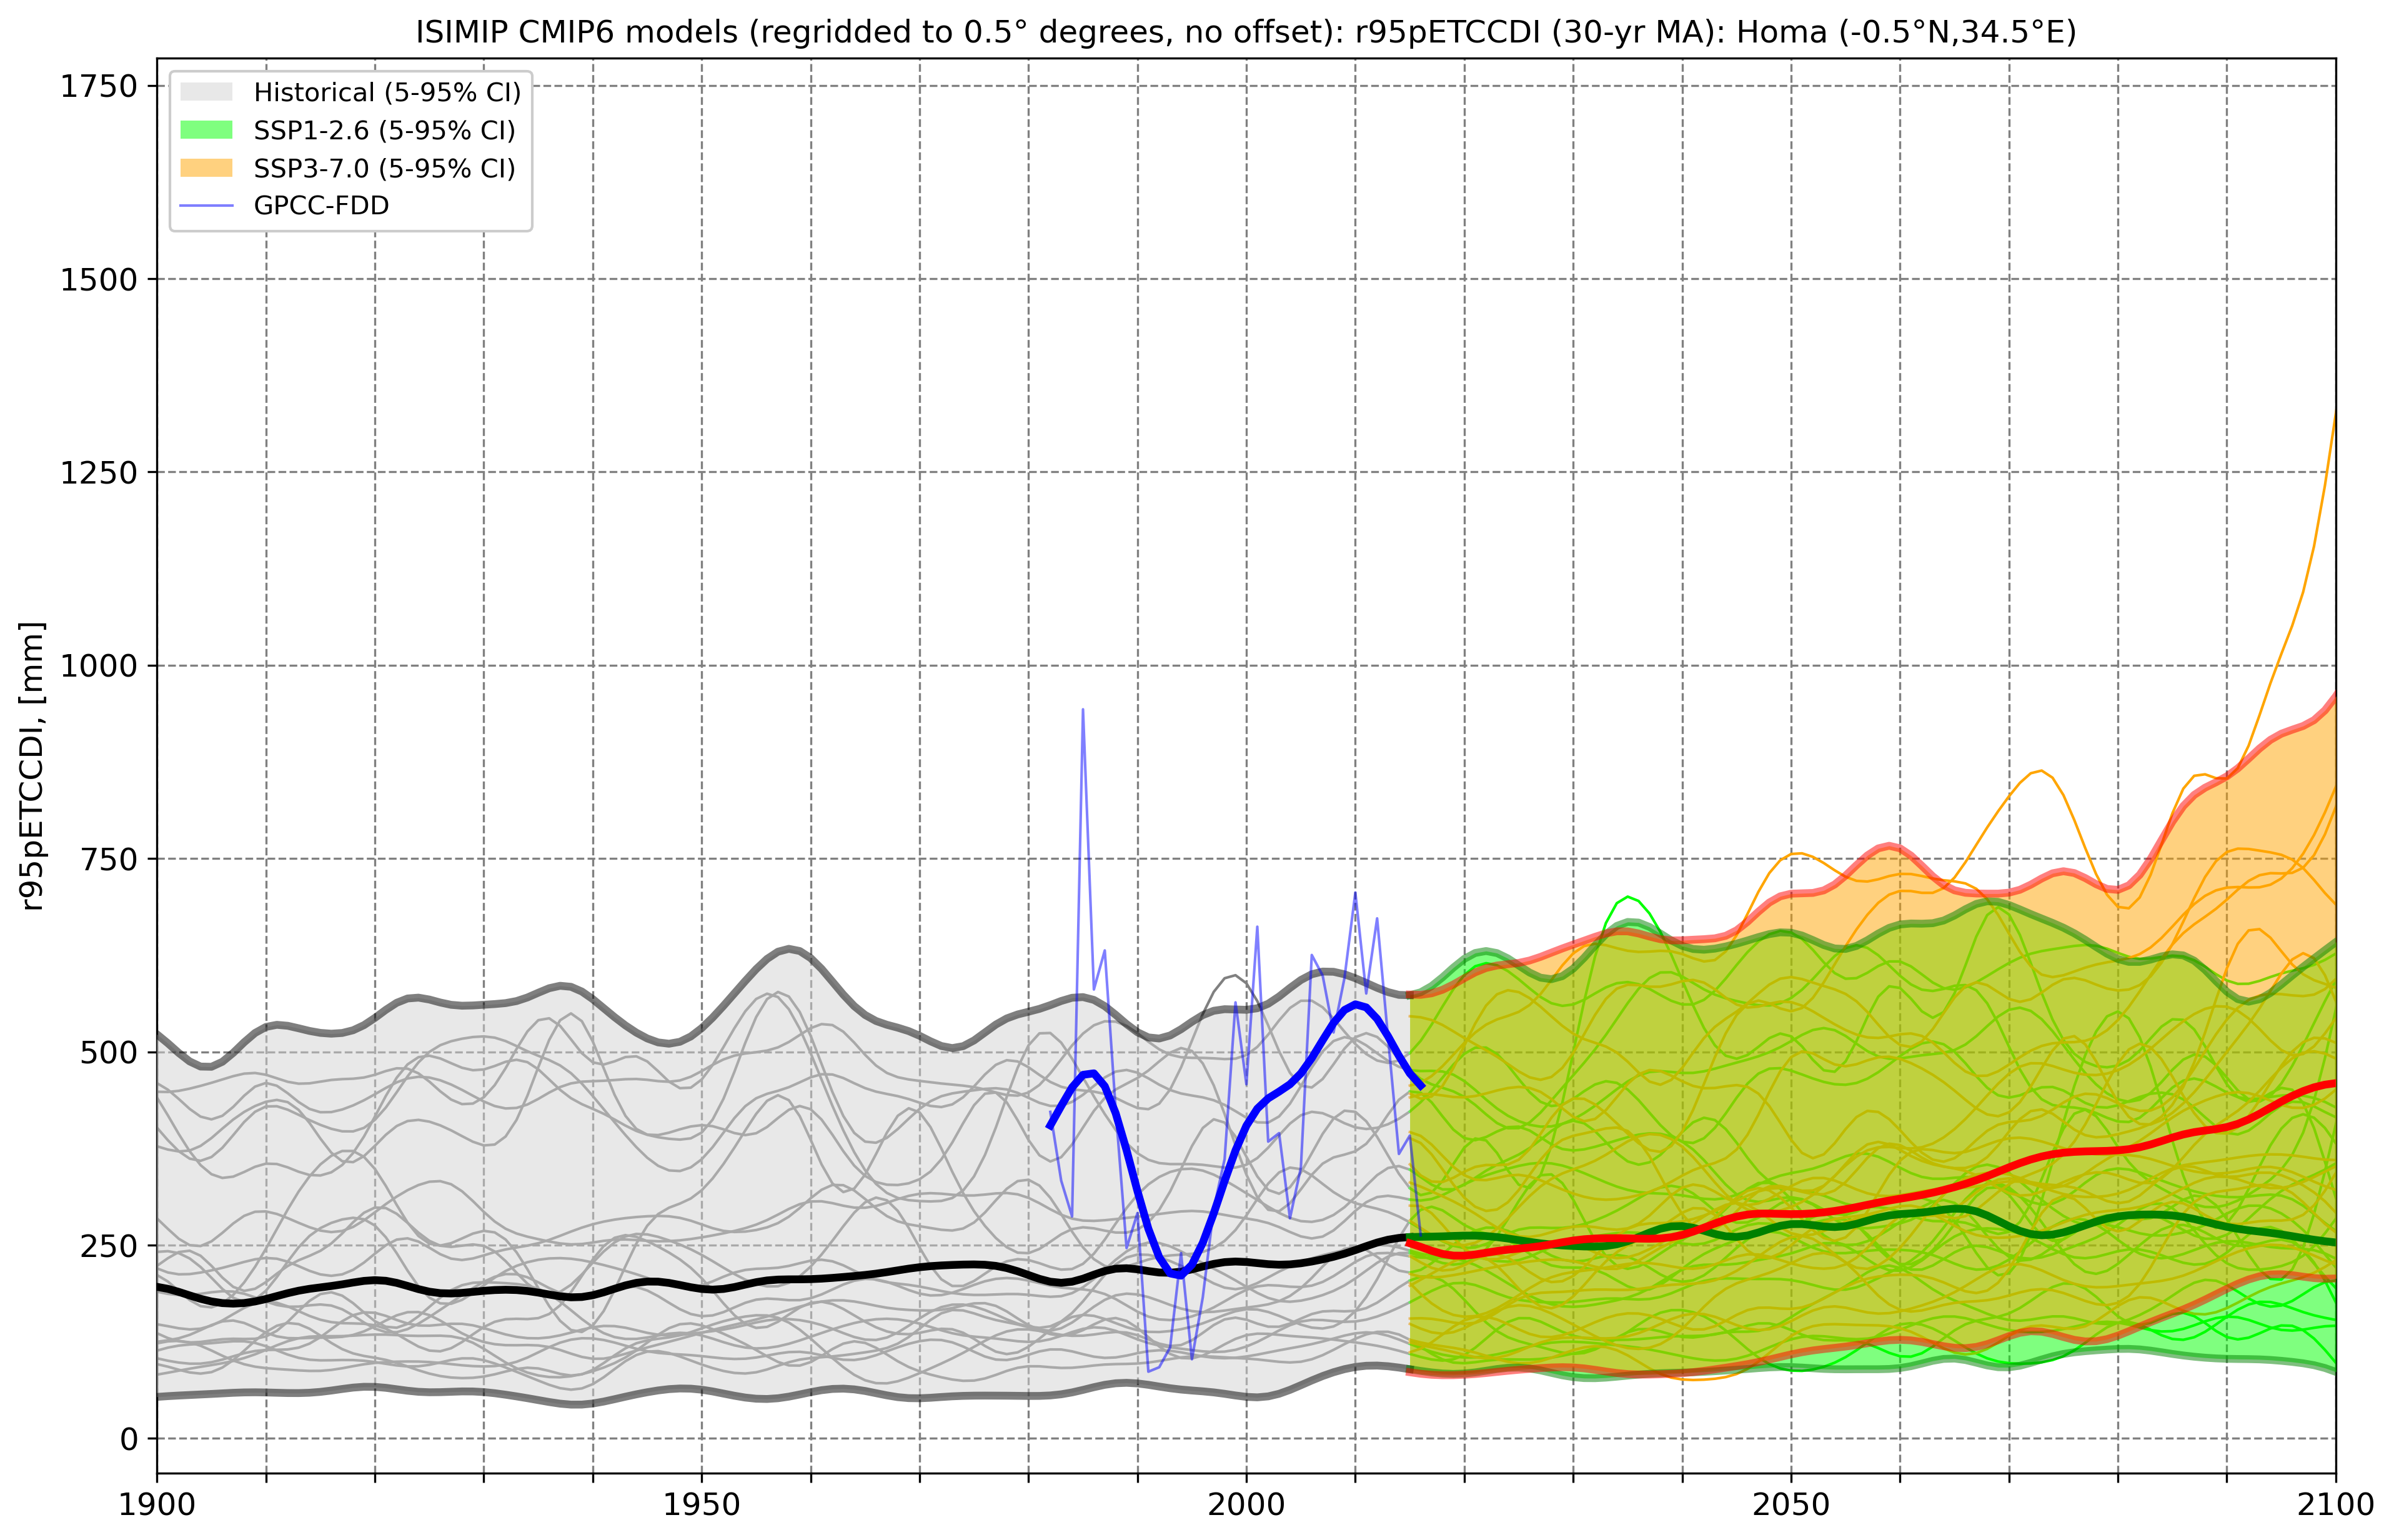 ISIMIP CMIP6 models (regridded to 0.5° degrees, no offset): r95pETCCDI (30-yr MA): Homa (-0.5°N,34.5°E)
Historical (5-95% CI)
SSP1-2.6 (5-95% CI)
SSP3-7.0 (5-95% CI)
GPCC-FDD
r95pETCCDI, [mm]
1750
1500
1250
1000
750
500
250
0
1900
1950
2000
2050
2100